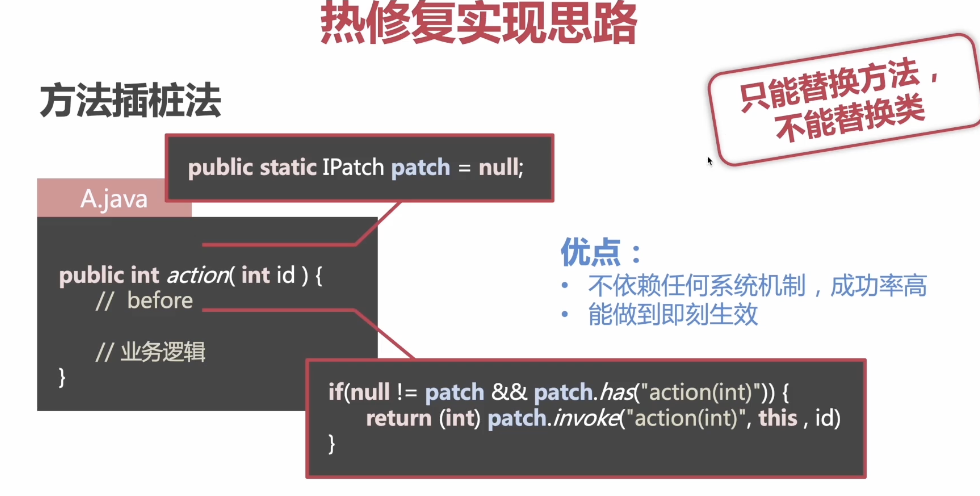 热修复实现思路
方法插桩法
只能替换方法，
不能替换类
public static IPatch patch = null;
A.java
public int action( int id ) {
// before
// 业务逻辑
}
优点：
• 不依赖任何系统机制，成功率高
• 能做到即刻生效
if(null != patch && patch.has("action(int)")) {
return (int) patch.invoke("action(int)", this , id)
}